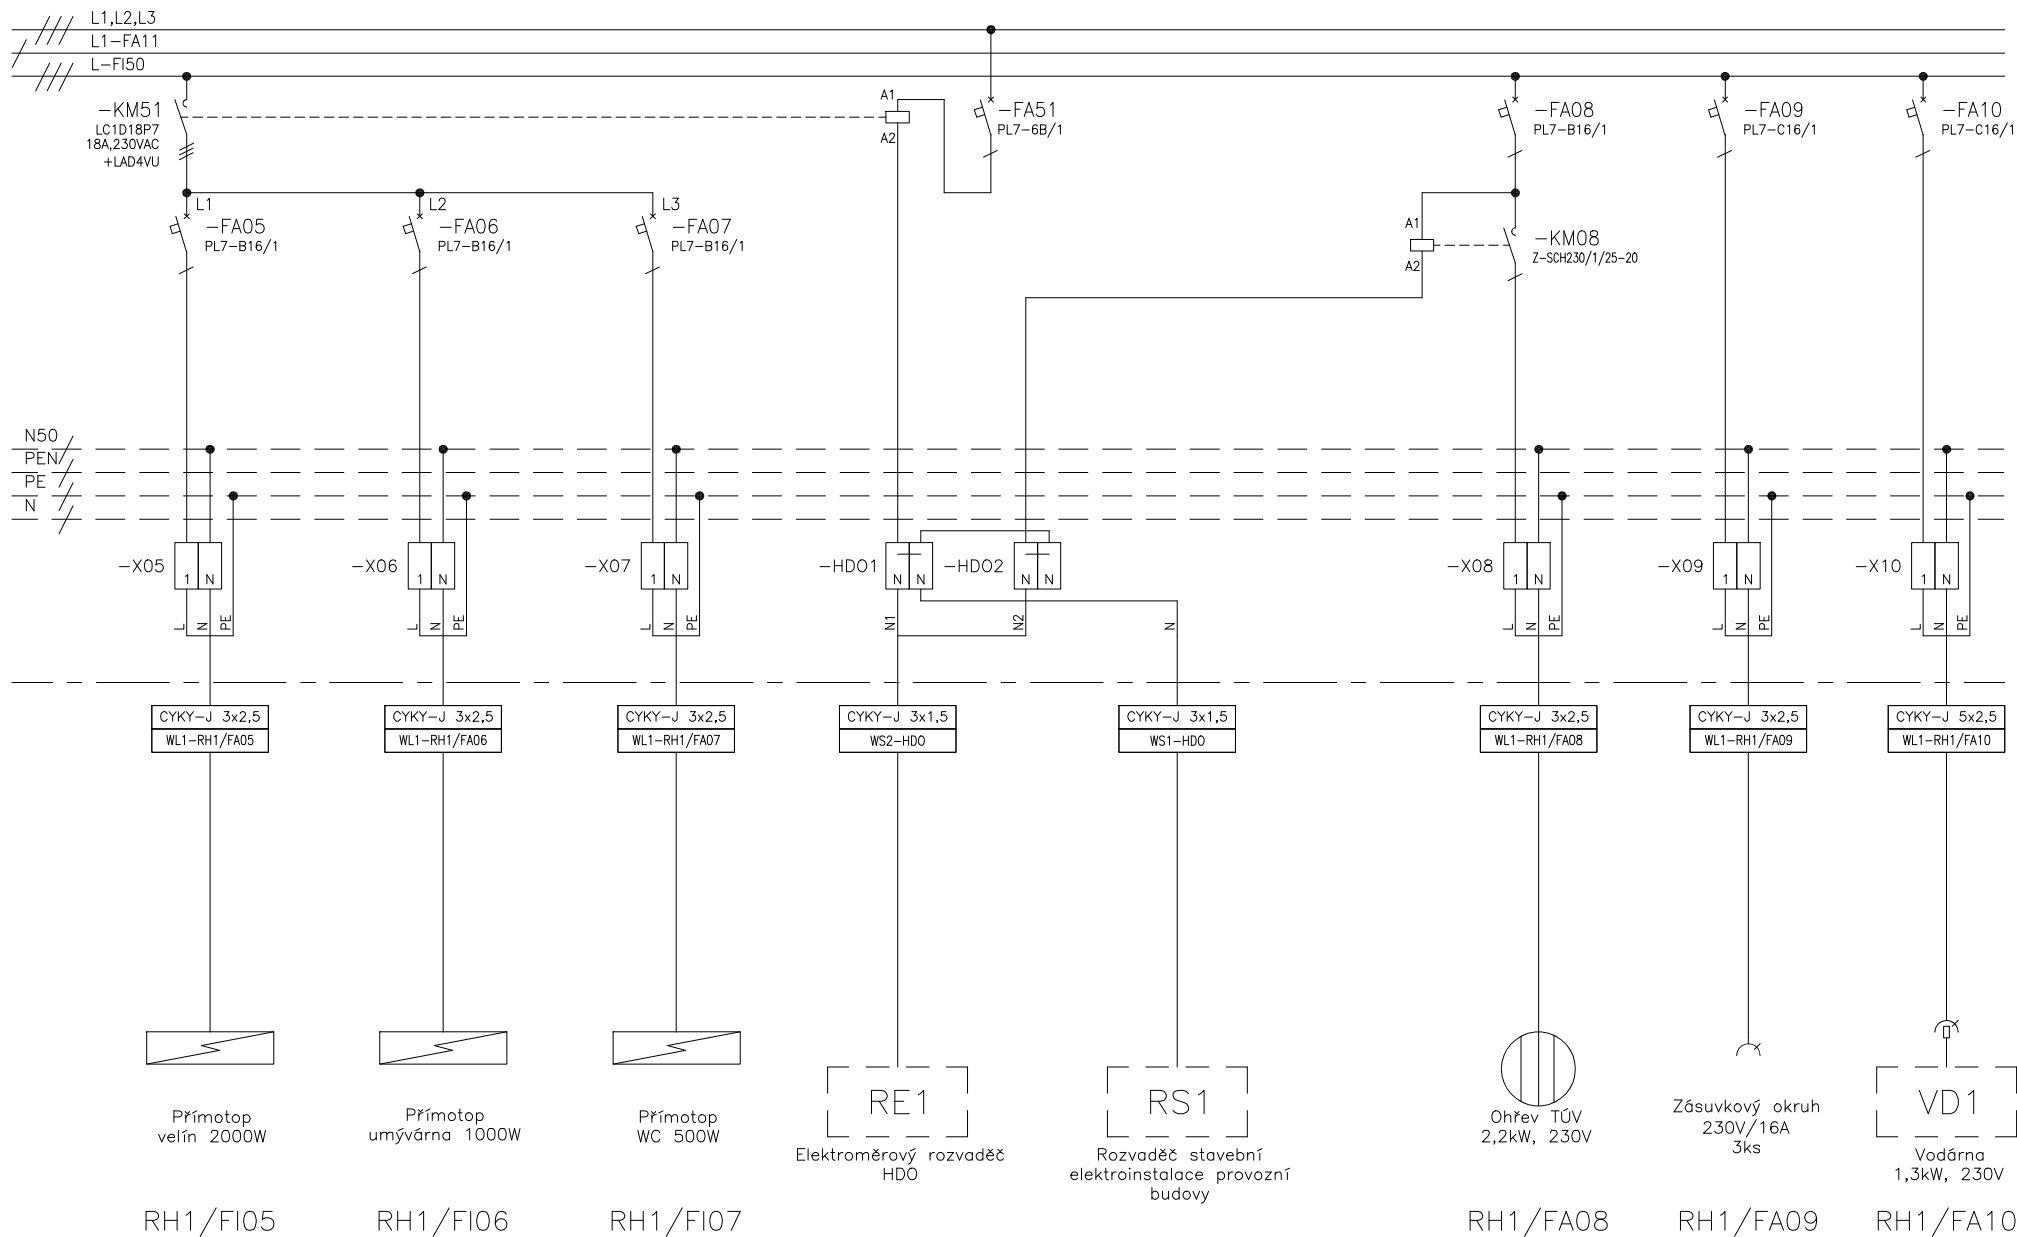 L1,L2,L3
L1-FA11
L-FI50
-KM51
LC1D18P7
18A,230VAC
+LAD4VU
A1
A2
-FA51
PL7-6B/1
-FA08
PL7-B16/1
-FA09
PL7-C16/1
-FA10
PL7-C16/1
L1
-FA05
PL7-B16/1
L2
-FA06
PL7-B16/1
L3
-FA07
PL7-B16/1
A1
A2
-KM08
Z-SCH230/1/25-20
N50
PEN
PE
N
-X05
1 N
-X06
1 N
-X07
1 N
-HDO1
N N
-HDO2
N N
-X08
1 N
-X09
1 N
-X10
1 N
L N PE
L N PE
L N PE
N1
N2
N
L N PE
L N PE
L N PE
CYKY-J 3x2,5
WL1-RH1/FA05
CYKY-J 3x2,5
WL1-RH1/FA06
CYKY-J 3x2,5
WL1-RH1/FA07
CYKY-J 3x1,5
WS2-HDO
CYKY-J 3x1,5
WS1-HDO
CYKY-J 3x2,5
WL1-RH1/FA08
CYKY-J 3x2,5
WL1-RH1/FA09
CYKY-J 5x2,5
WL1-RH1/FA10
Přímotop
velín 2000W
Přímotop
umývárna 1000W
Přímotop
WC 500W
RE1
Elektroměrový rozvaděč
HDO
RS1
Rozvaděč stavební
elektroinstalace provozní
budovy
Ohřev TÚV
2,2kW, 230V
Zásuvkový okruh
230V/16A
3ks
VD1
Vodárna
1,3kW, 230V
RH1/FI05
RH1/FI06
RH1/FI07
RH1/FA08
RH1/FA09
RH1/FA10